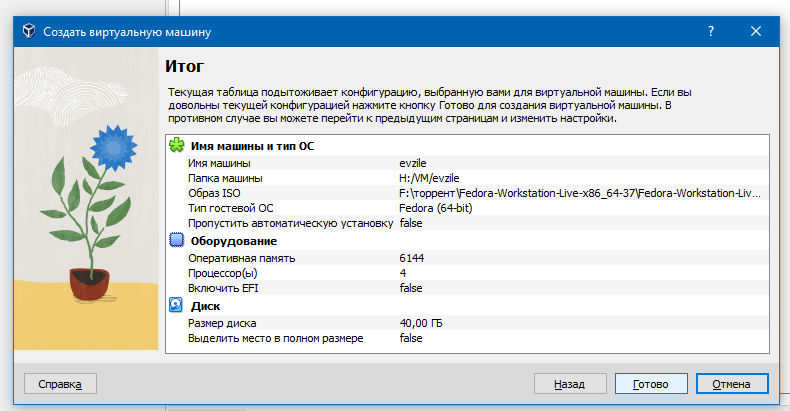 Создать виртуальную машину
Итог
Текущая таблица подытоживает конфигурацию, выбранную вами для виртуальной машины. Если вы
довольны текущей конфигурацией нажмите кнопку Готово для создания виртуальной машины. В
противном случае вы можете перейти к предыдущим страницам и изменить настройки.
Имя машины и тип ОС
Имя машины evzile
Папка машины H:/VM/evzile
Образ ISO F:\торрент\Fedora-Workstation-Live-x86_64-37\Fedora-Workstation-Liv...
Тип гостевой ОС Fedora (64-bit)
Пропустить автоматическую установку false
Оборудование
Оперативная память 6144
Процессор(ы) 4
Включить EFI false
Диск
Размер диска 40,00 ГБ
Выделить место в полном размере false
Справка Назад Готово Отмена